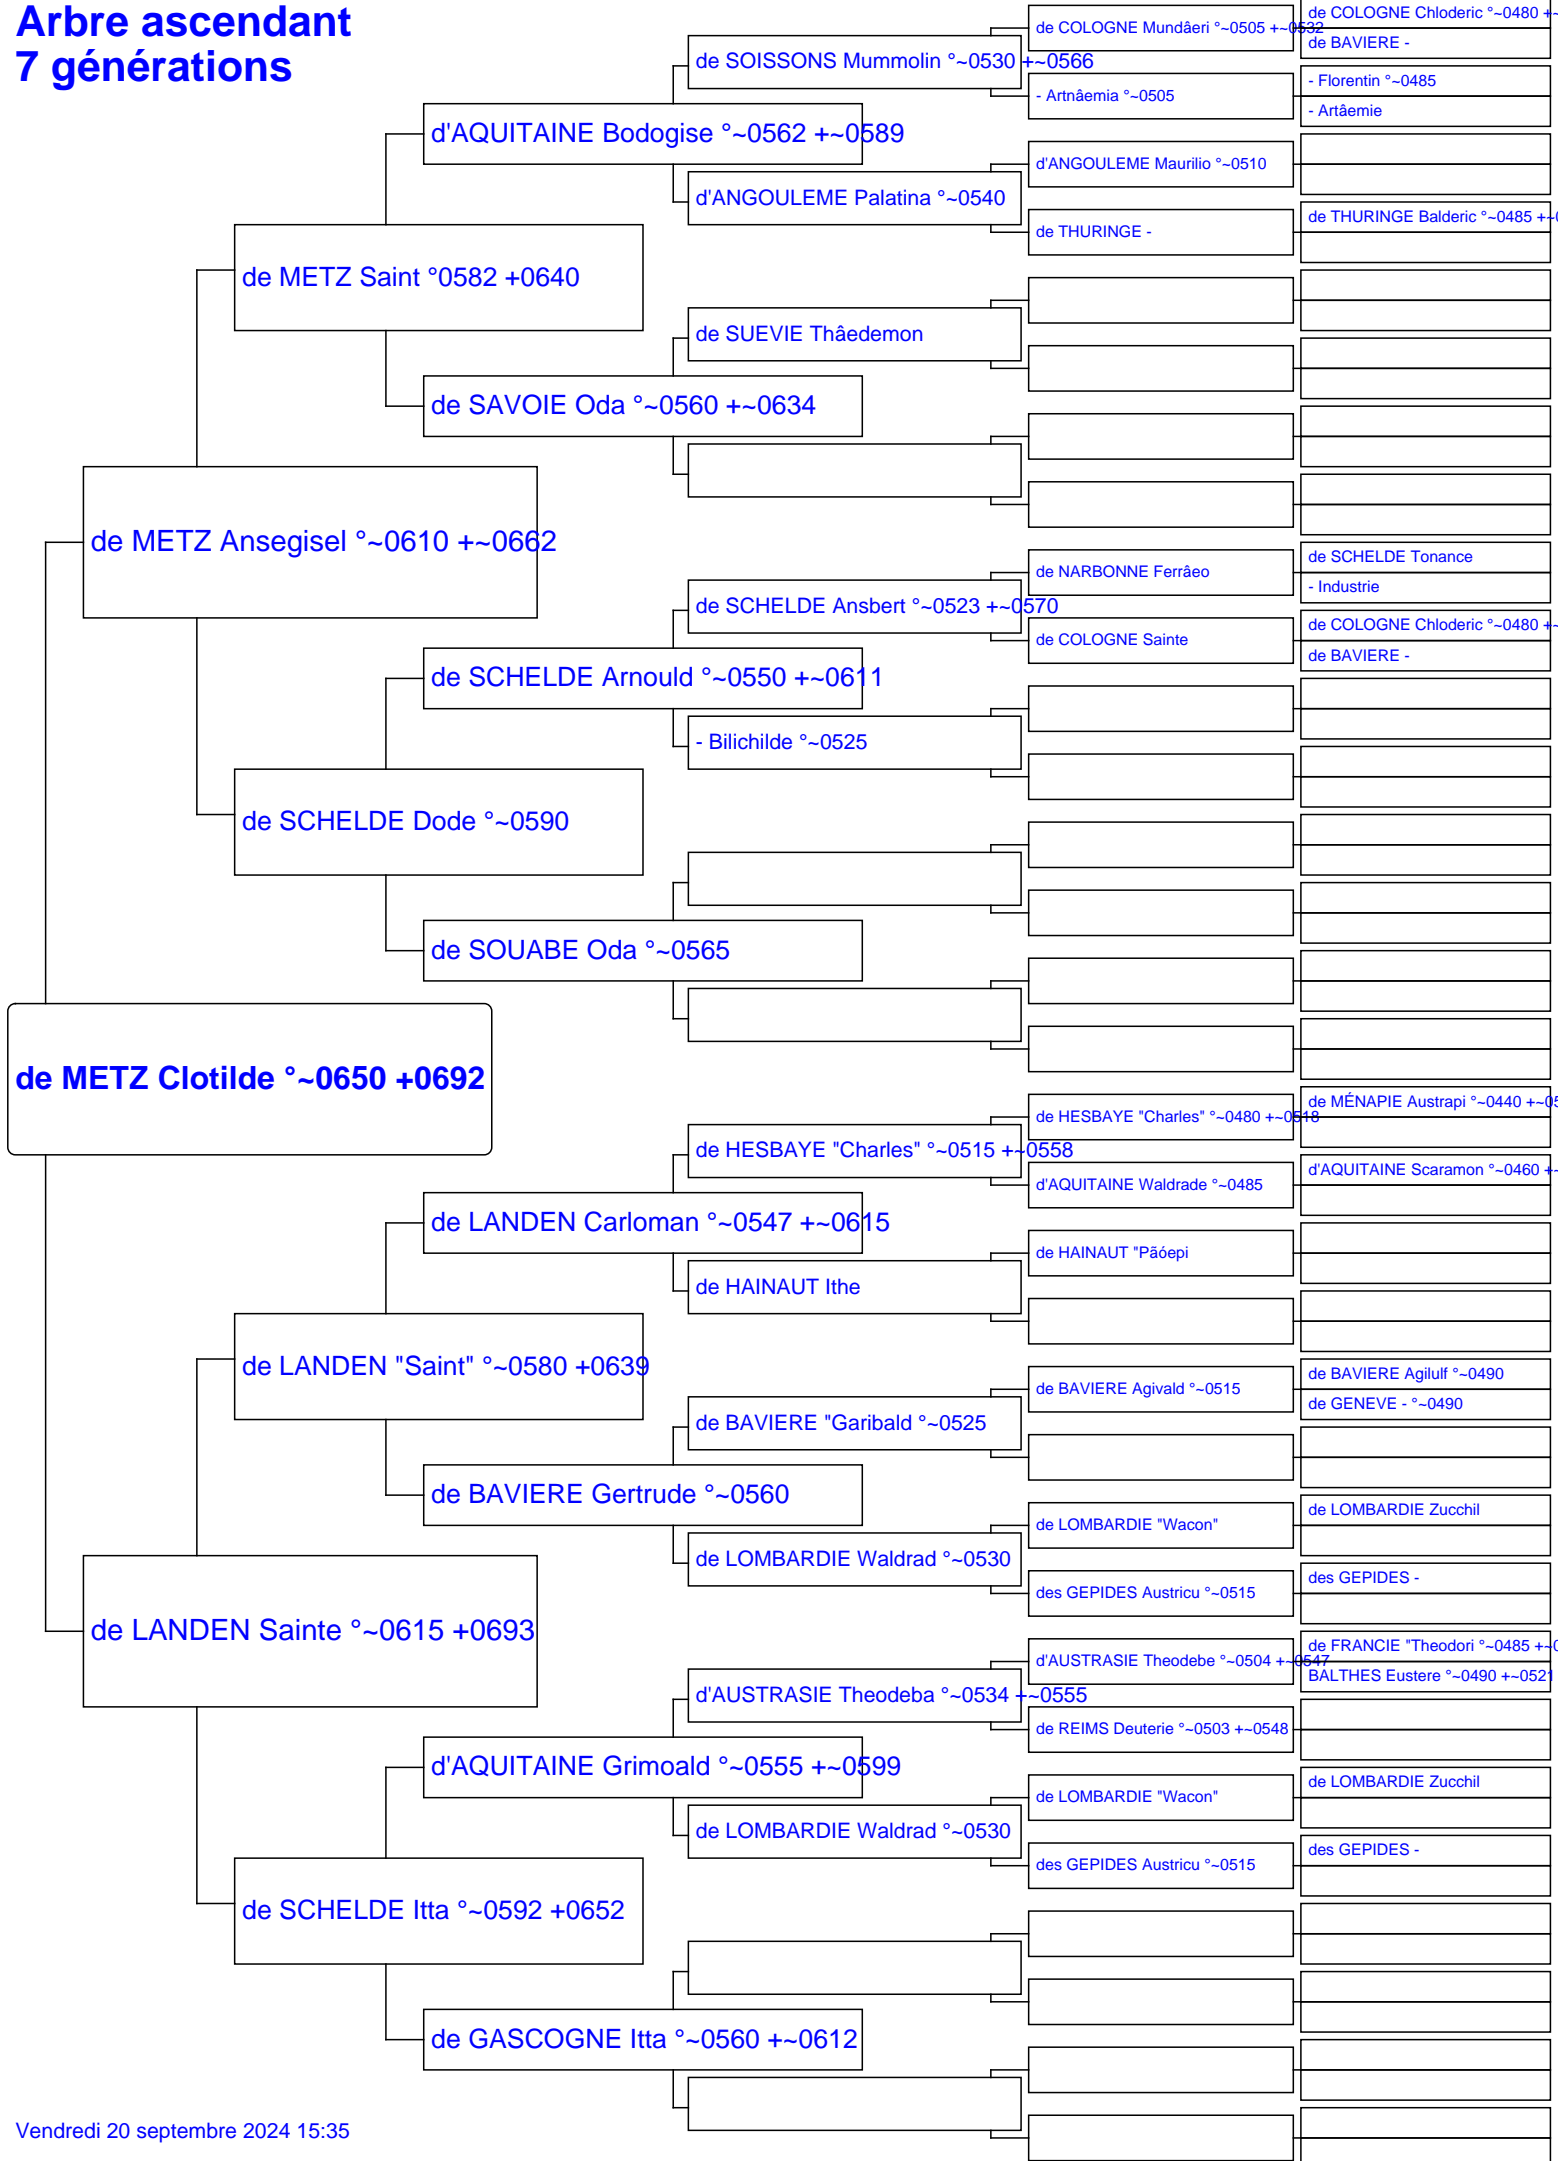 Arbre ascendant
7 générations
de COLOGNE Chloderic °~0480 +~
de COLOGNE Mundâeri °~0505 +~0532
de BAVIERE -
de SOISSONS Mummolin °~0530 +~0566
- Florentin °~0485
- Artnâemia °~0505
- Artâemie
d'AQUITAINE Bodogise °~0562 +~0589
d'ANGOULEME Maurilio °~0510
d'ANGOULEME Palatina °~0540
de THURINGE Balderic °~0485 +~0
de THURINGE -
de METZ Saint °0582 +0640
de SUEVIE Thâedemon
de SAVOIE Oda °~0560 +~0634
de METZ Ansegisel °~0610 +~0662
de SCHELDE Tonance
de NARBONNE Ferrâeo
- Industrie
de SCHELDE Ansbert °~0523 +~0570
de COLOGNE Chloderic °~0480 +~
de COLOGNE Sainte
de BAVIERE -
de SCHELDE Arnould °~0550 +~0611
- Bilichilde °~0525
de SCHELDE Dode °~0590
de SOUABE Oda °~0565
de METZ Clotilde °~0650 +0692
de MÉNAPIE Austrapi °~0440 +~05
de HESBAYE "Charles" °~0480 +~0518
de HESBAYE "Charles" °~0515 +~0558
d'AQUITAINE Scaramon °~0460 +~
d'AQUITAINE Waldrade °~0485
de LANDEN Carloman °~0547 +~0615
de HAINAUT "Pãóepi
de HAINAUT Ithe
de LANDEN "Saint" °~0580 +0639
de BAVIERE Agilulf °~0490
de BAVIERE Agivald °~0515
de GENEVE - °~0490
de BAVIERE "Garibald °~0525
de BAVIERE Gertrude °~0560
de LOMBARDIE Zucchil
de LOMBARDIE "Wacon"
de LOMBARDIE Waldrad °~0530
des GEPIDES -
des GEPIDES Austricu °~0515
de LANDEN Sainte °~0615 +0693
de FRANCIE "Theodori °~0485 +~0
d'AUSTRASIE Theodebe °~0504 +~0547
BALTHES Eustere °~0490 +~0521
d'AUSTRASIE Theodeba °~0534 +~0555
de REIMS Deuterie °~0503 +~0548
d'AQUITAINE Grimoald °~0555 +~0599
de LOMBARDIE Zucchil
de LOMBARDIE "Wacon"
de LOMBARDIE Waldrad °~0530
des GEPIDES -
des GEPIDES Austricu °~0515
de SCHELDE Itta °~0592 +0652
de GASCOGNE Itta °~0560 +~0612
Vendredi 20 septembre 2024 15:35